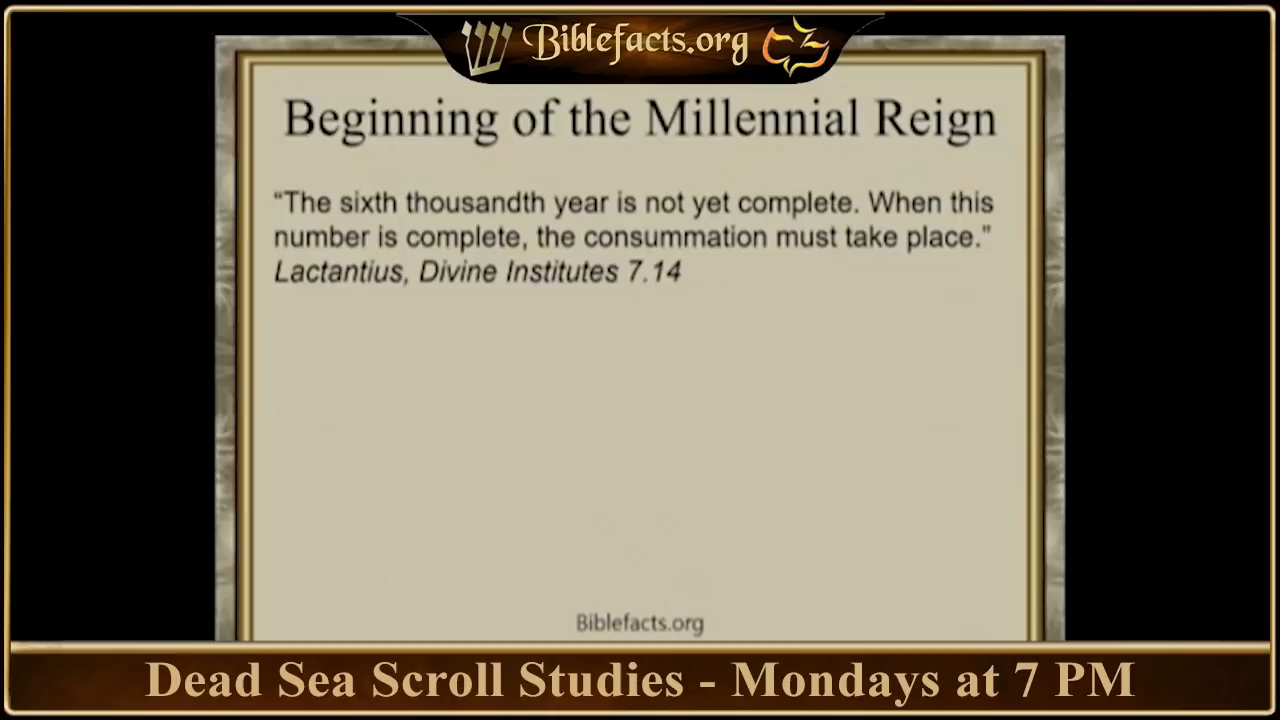 Biblefacts.org
Beginning of the Millennial Reign
“The sixth thousandth year is not yet complete. When this
number is complete, the consummation must take place.”
Lactantius, Divine Institutes 7.14
Biblefacts.org
Dead Sea Scroll Studies - Mondays at 7 PM